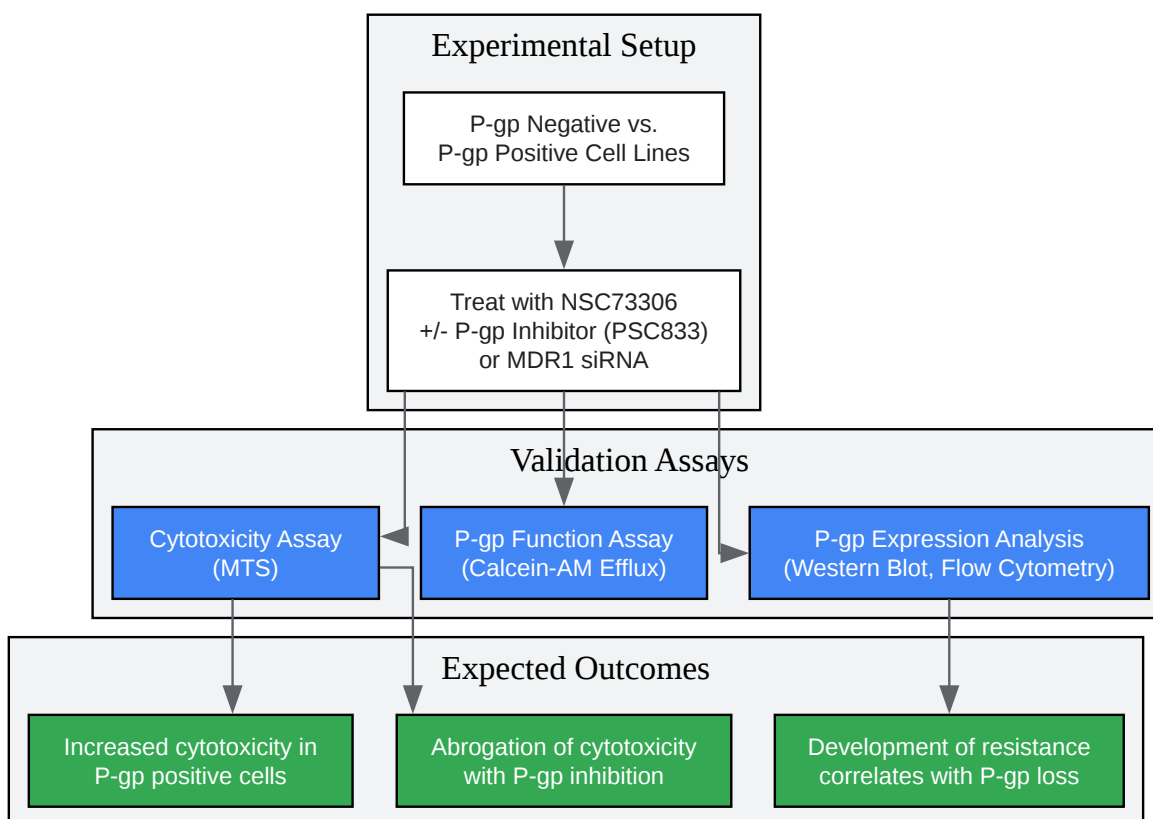 Experimental Setup
P-gp Negative vs.
P-gp Positive Cell Lines
Treat with NSC73306
+/- P-gp Inhibitor (PSC833)
or MDR1 siRNA
Validation Assays
Cytotoxicity Assay
(MTS)
P-gp Function Assay
(Calcein-AM Efflux)
P-gp Expression Analysis
(Western Blot, Flow Cytometry)
Expected Outcomes
Increased cytotoxicity in
P-gp positive cells
Abrogation of cytotoxicity
with P-gp inhibition
Development of resistance
correlates with P-gp loss